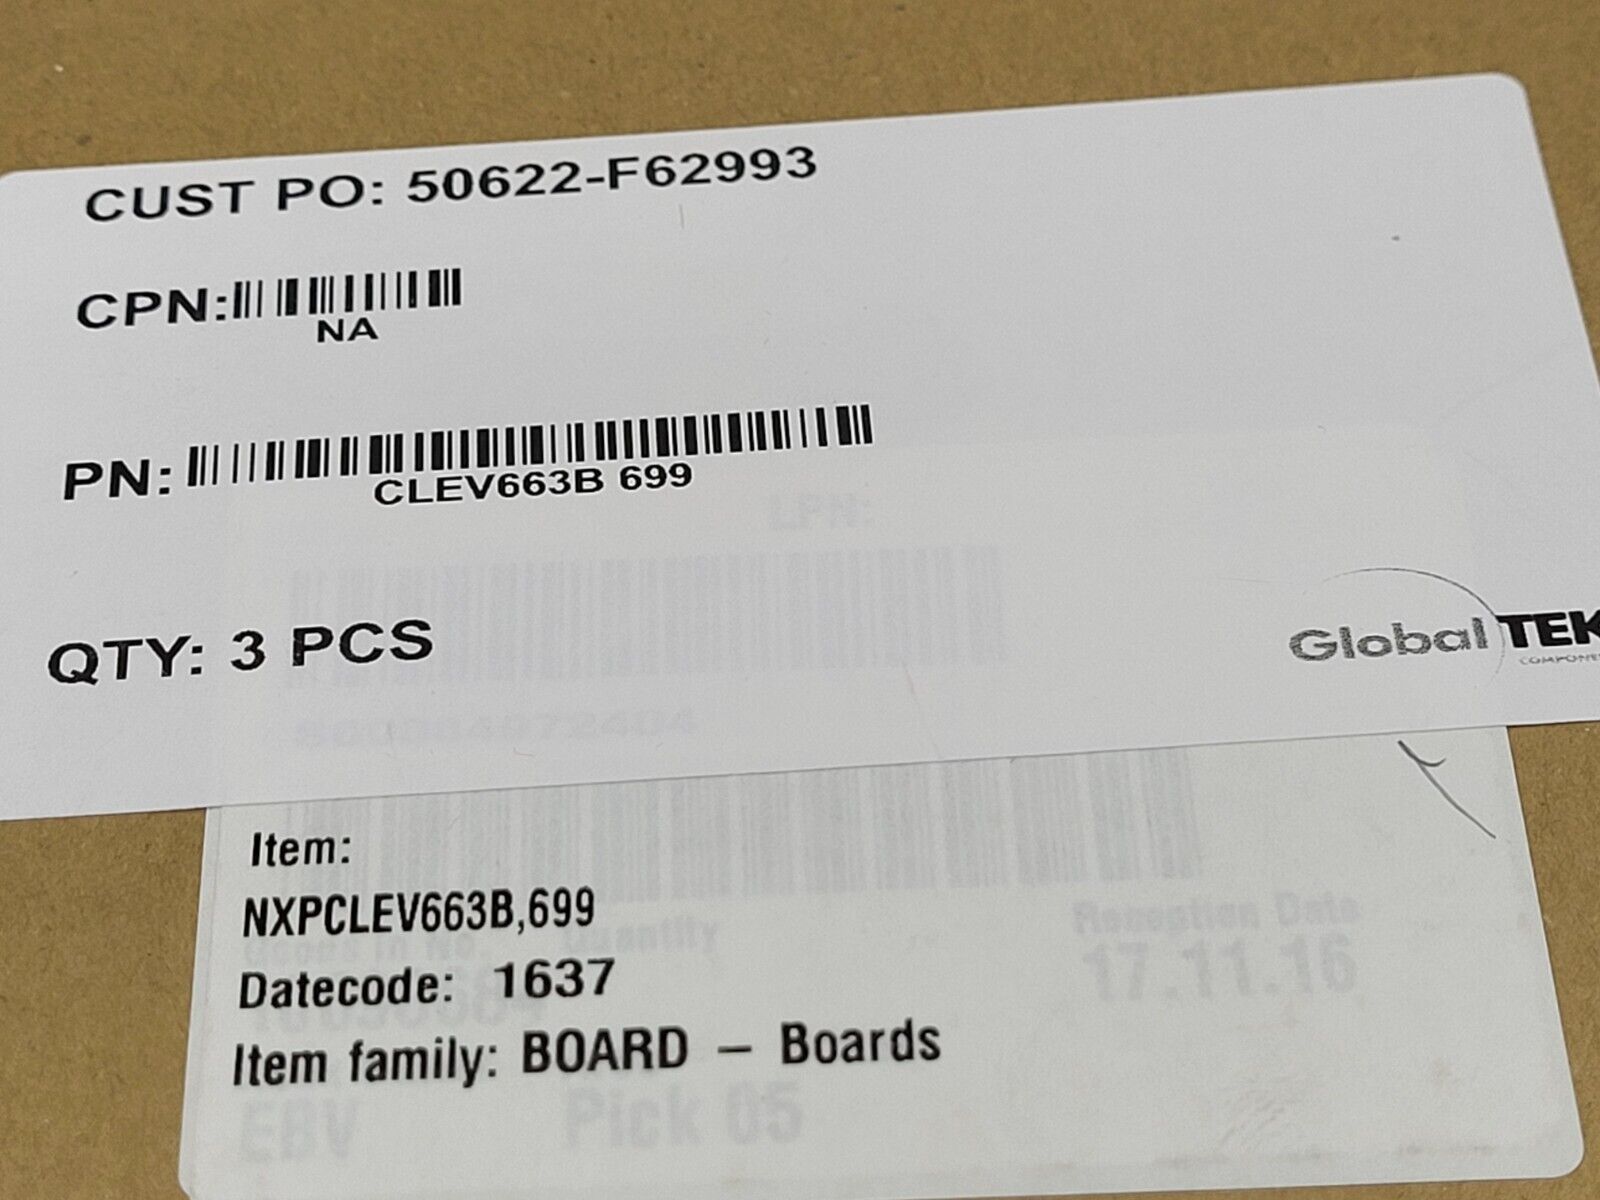 CUST PO: 50622-F62993
CPN:
NA
PN:
CLEV663B 699
LPN:
QTY: 3 PCS
Global TEK
Item:
NXPCLEV663B,699
Quantity
Reception Date
17.11.16
Datecode: 1637
Item family: BOARD - Boards
EBV Pick 05